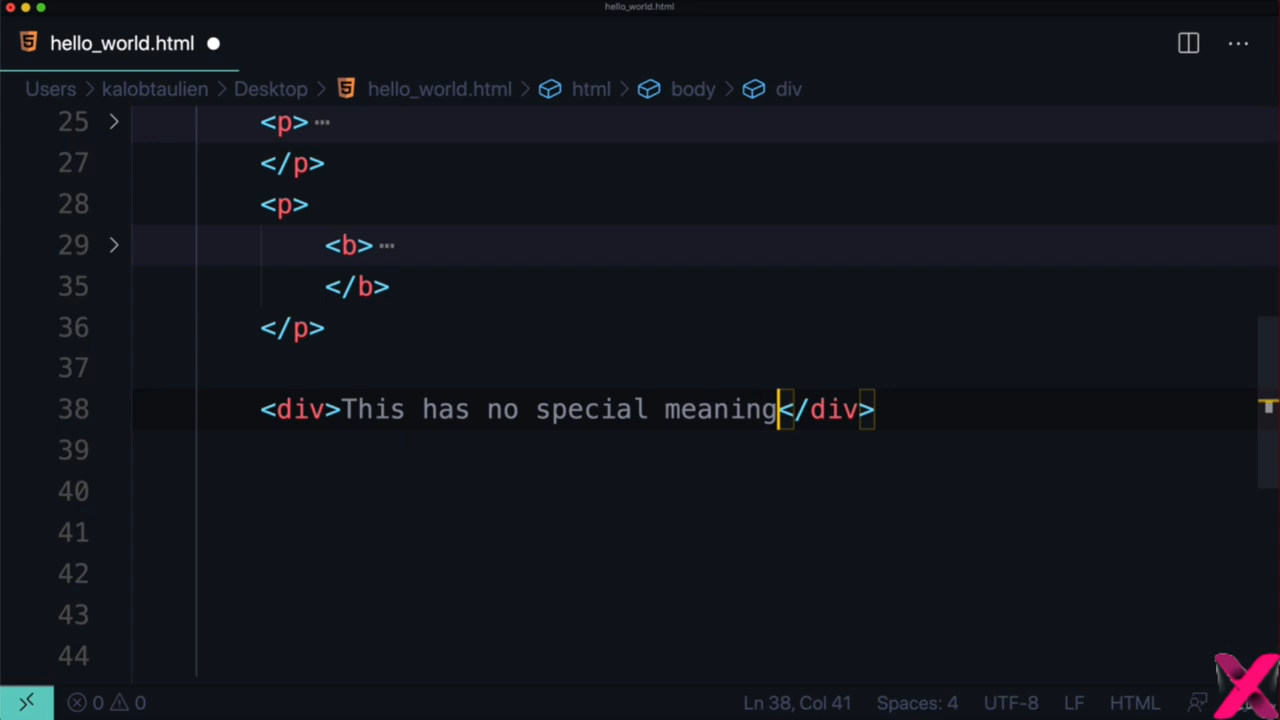 hello_world.html
hello_world.html
Users > kalobtaulien > Desktop > hello_world.html > html > body > div
25 <p>…
27 </p>
28 <p>
29 <b>…
35 </b>
36 </p>
37
38 <div>This has no special meaning</div>
39
40
41
42
43
44
0 0 Ln 38, Col 41 Spaces: 4 UTF-8 LF HTML